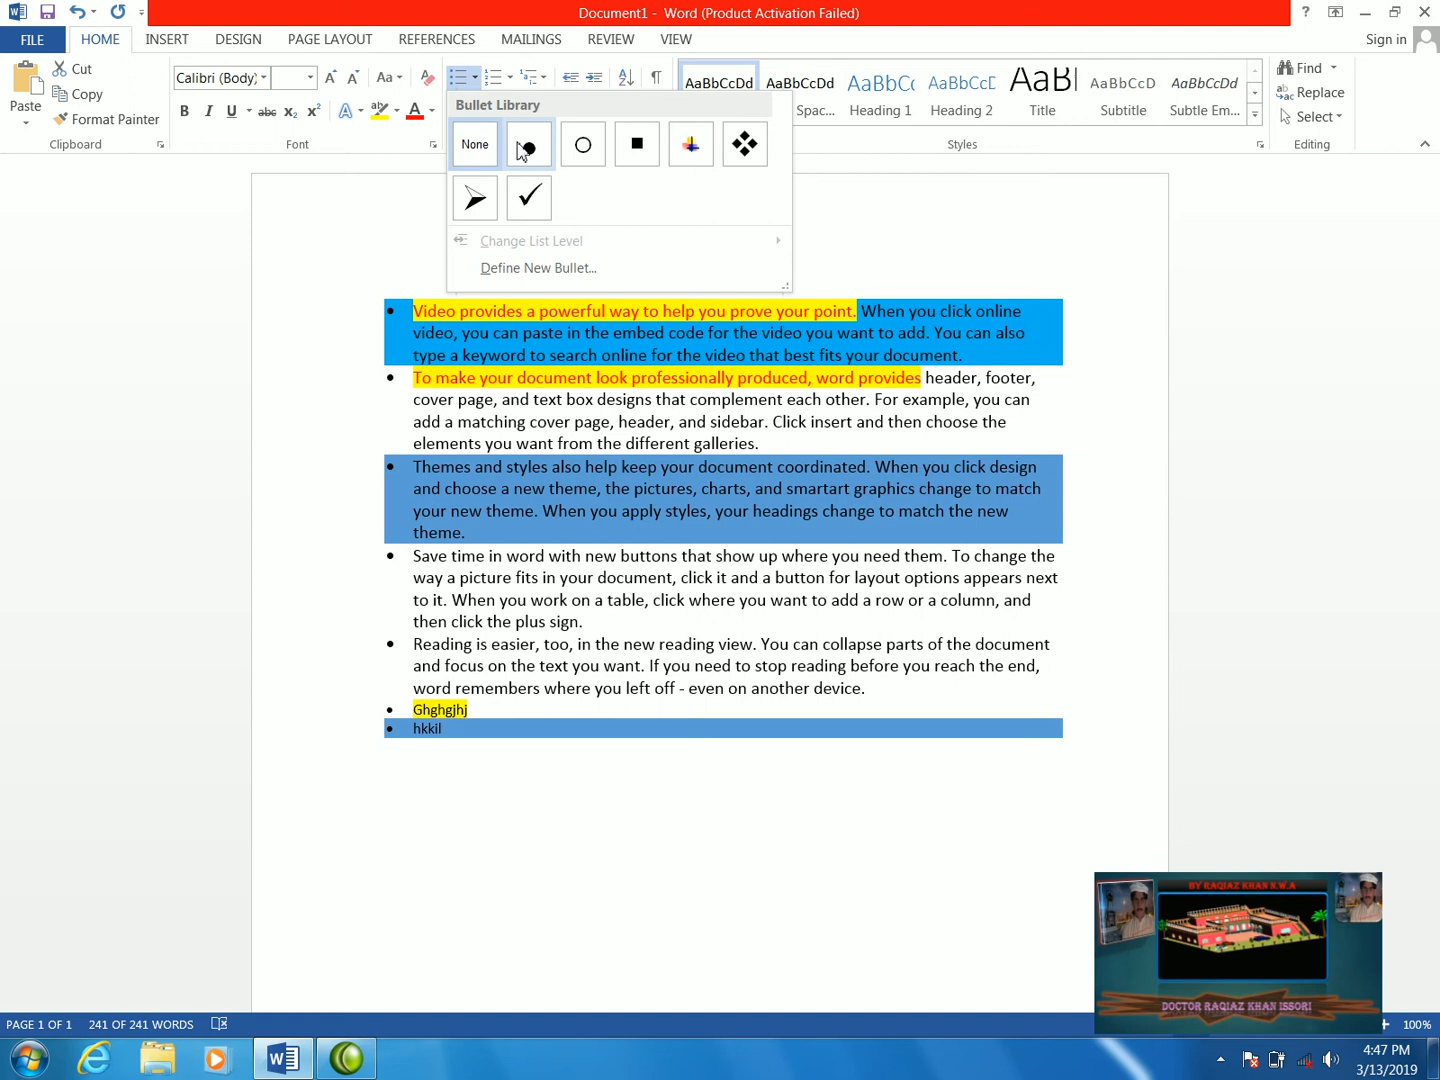 Document1 - Word (Product Activation Failed)
FILE HOME INSERT DESIGN PAGE LAYOUT REFERENCES MAILINGS REVIEW VIEW Sign in
Paste
Cut
Copy
Format Painter
Clipboard
Calibri (Body)
Font
AaBbCcDd AaBbCcDd AaBbCc AaBbCcD AaBl AaBbCcD AaBbCcDd
Spac... Heading 1 Heading 2 Title Subtitle Subtle Em...
Styles
Find
Replace
Select
Editing
Bullet Library
None
Change List Level
Define New Bullet...
• Video provides a powerful way to help you prove your point. When you click online
video, you can paste in the embed code for the video you want to add. You can also
type a keyword to search online for the video that best fits your document.
• To make your document look professionally produced, word provides header, footer,
cover page, and text box designs that complement each other. For example, you can
add a matching cover page, header, and sidebar. Click insert and then choose the
elements you want from the different galleries.
• Themes and styles also help keep your document coordinated. When you click design
and choose a new theme, the pictures, charts, and smartart graphics change to match
your new theme. When you apply styles, your headings change to match the new
theme.
• Save time in word with new buttons that show up where you need them. To change the
way a picture fits in your document, click it and a button for layout options appears next
to it. When you work on a table, click where you want to add a row or a column, and
then click the plus sign.
• Reading is easier, too, in the new reading view. You can collapse parts of the document
and focus on the text you want. If you need to stop reading before you reach the end,
word remembers where you left off - even on another device.
• Ghghgjhj
• hkkil
BY RAQIAZ KHAN N.W.A
DOCTOR RAQIAZ KHAN ISSORI
PAGE 1 OF 1 241 OF 241 WORDS 100%
4:47 PM
3/13/2019